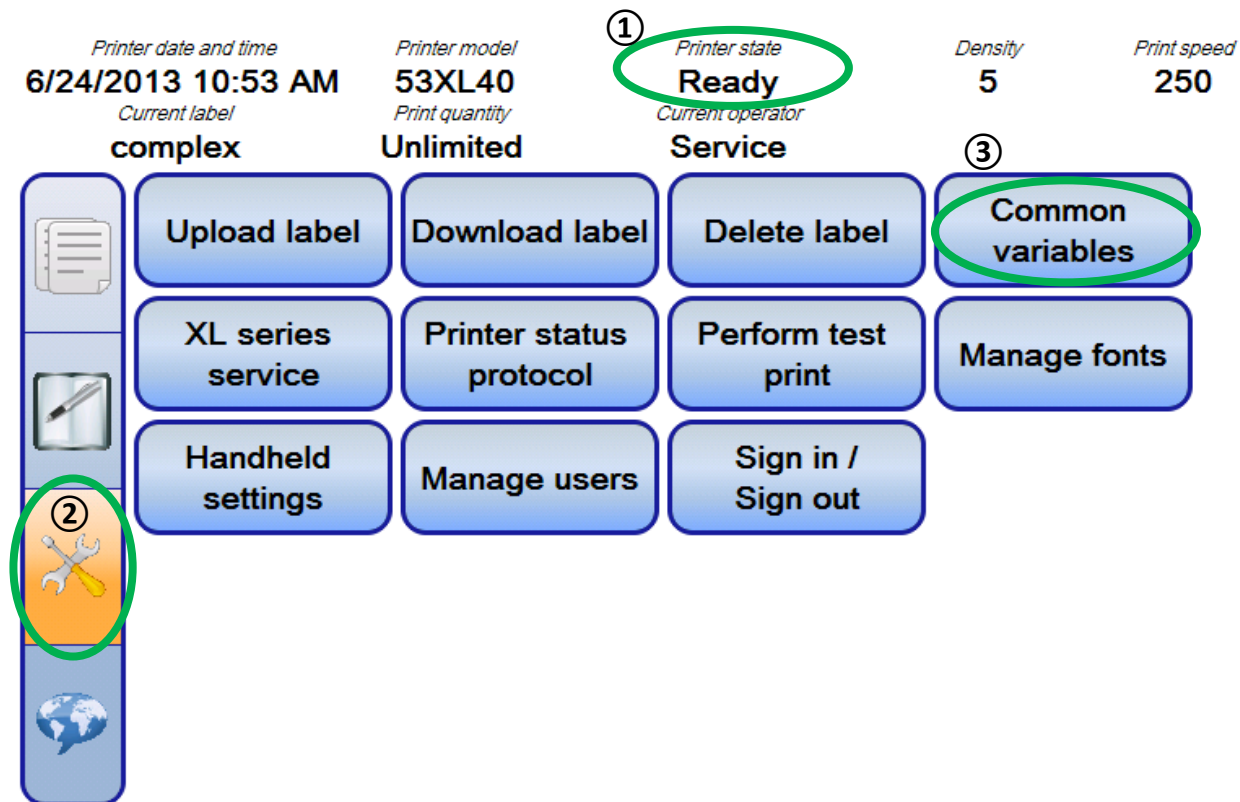 ①
Printer date and time Printer model Printer state Density Print speed
6/24/2013 10:53 AM 53XL40 Ready 5 250
Current label Print quantity Current operator
complex Unlimited Service
③
Upload label Download label Delete label Common
variables
XL series
service
Printer status
protocol
Perform test
print
Manage fonts
Handheld
settings
Manage users
Sign in /
Sign out
②